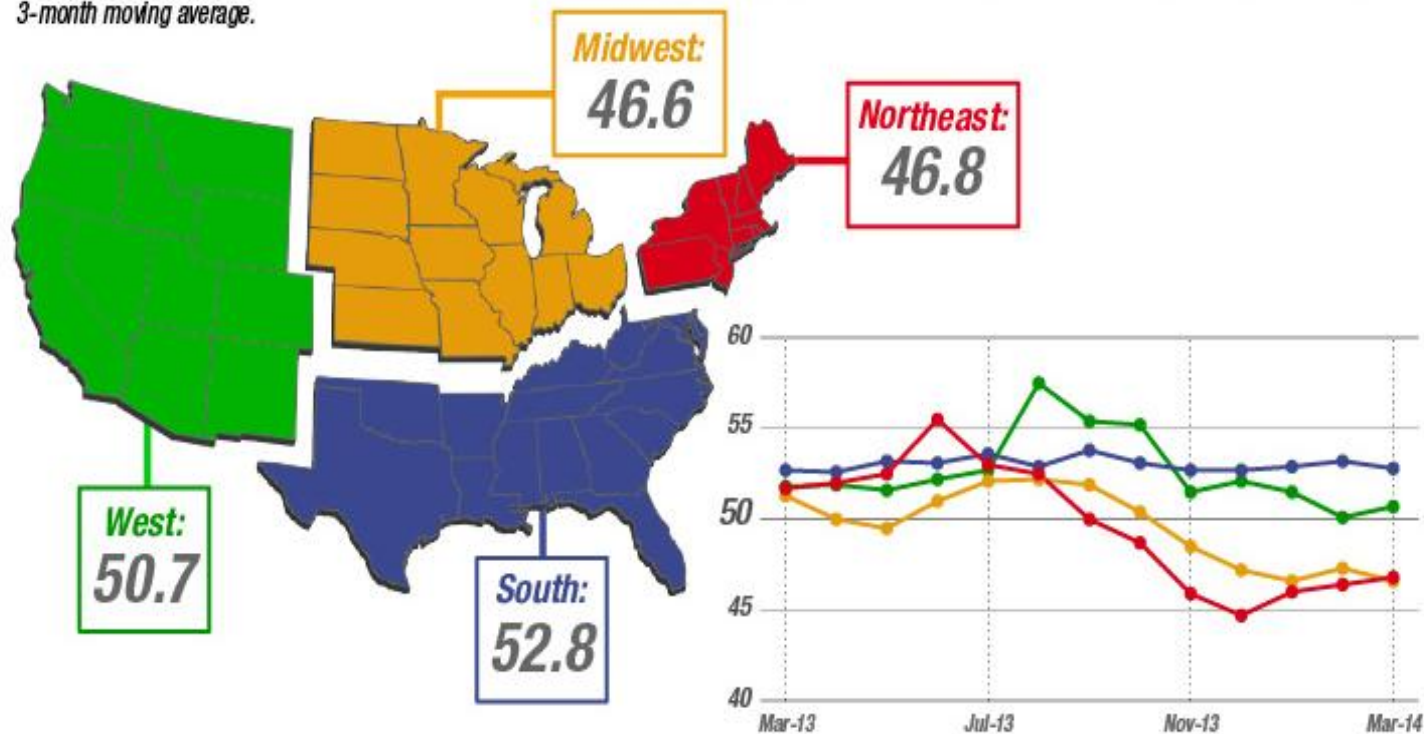 3-month moving average.
Midwest:
46.6
Northeast:
46.8
West:
50.7
South:
52.8
60
55
50
45
40
Mar-13 Jul-13 Nov-13 Mar-14